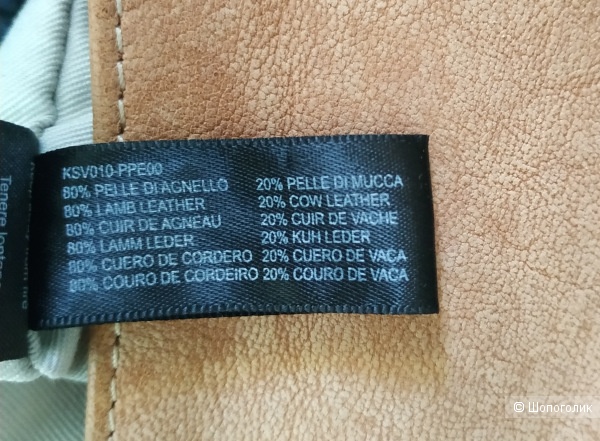 KSV010-PPE00
80% PELLE DI AGNELLO 20% PELLE DI MUCCA
80% LAMB LEATHER 20% COW LEATHER
80% CUIR DE AGNEAU 20% CUIR DE VACHE
80% LAMM LEDER 20% KUH LEDER
80% CUERO DE CORDERO 20% CUERO DE VACA
80% COURO DE CORDEIRO 20% COURO DE VACA
Tenere
© Шопоголик